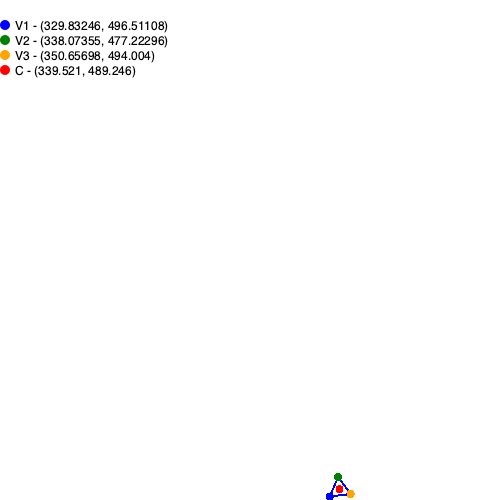 V1 - (329.83246, 496.51108)
V2 - (338.07355, 477.22296)
V3 - (350.65698, 494.004)
C - (339.521, 489.246)